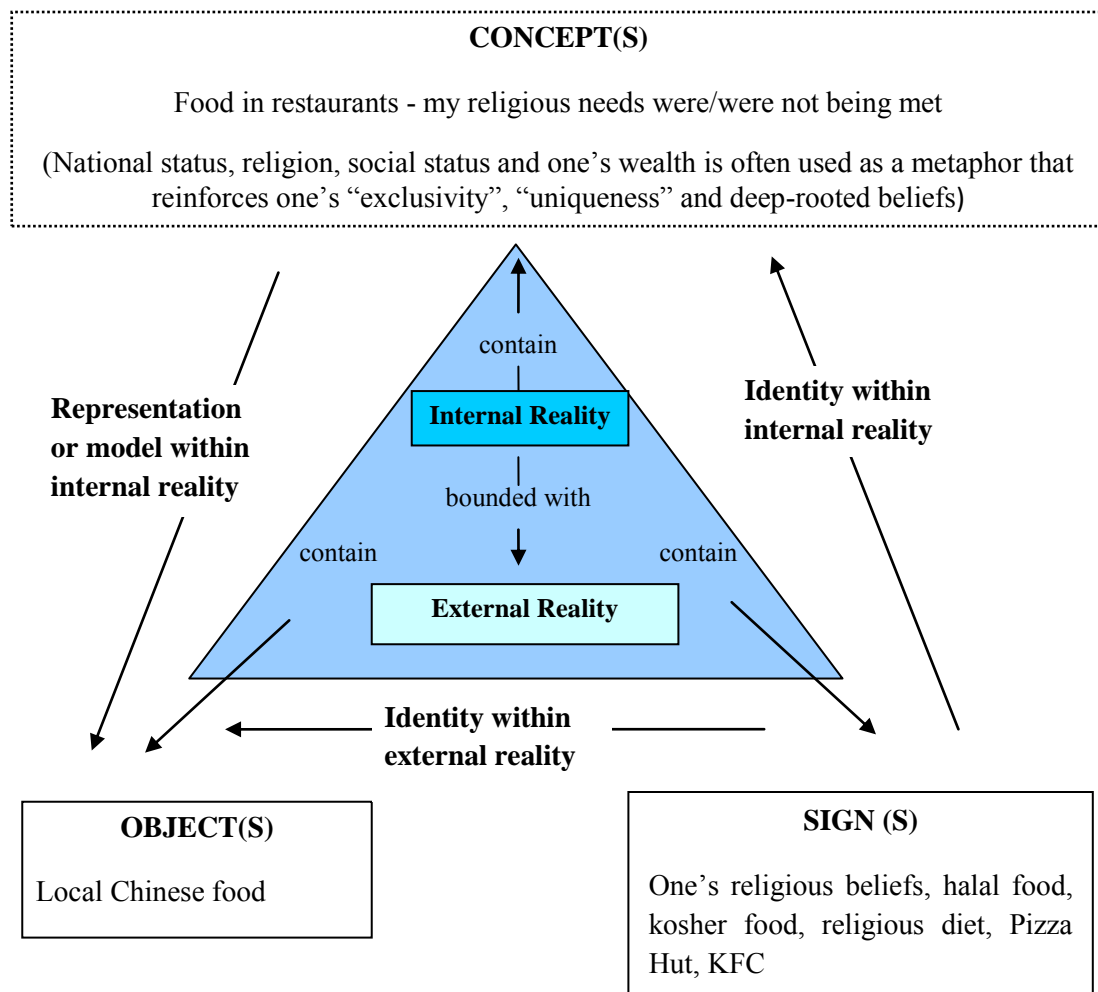 CONCEPT(S)
Food in restaurants - my religious needs were/were not being met
(National status, religion, social status and one’s wealth is often used as a metaphor that
reinforces one’s “exclusivity”, “uniqueness” and deep-rooted beliefs)
contain
Internal Reality
Representation
or model within
internal reality
Identity within
internal reality
bounded with
contain
contain
External Reality
Identity within
external reality
OBJECT(S)
Local Chinese food
SIGN (S)
One’s religious beliefs, halal food,
kosher food, religious diet, Pizza
Hut, KFC